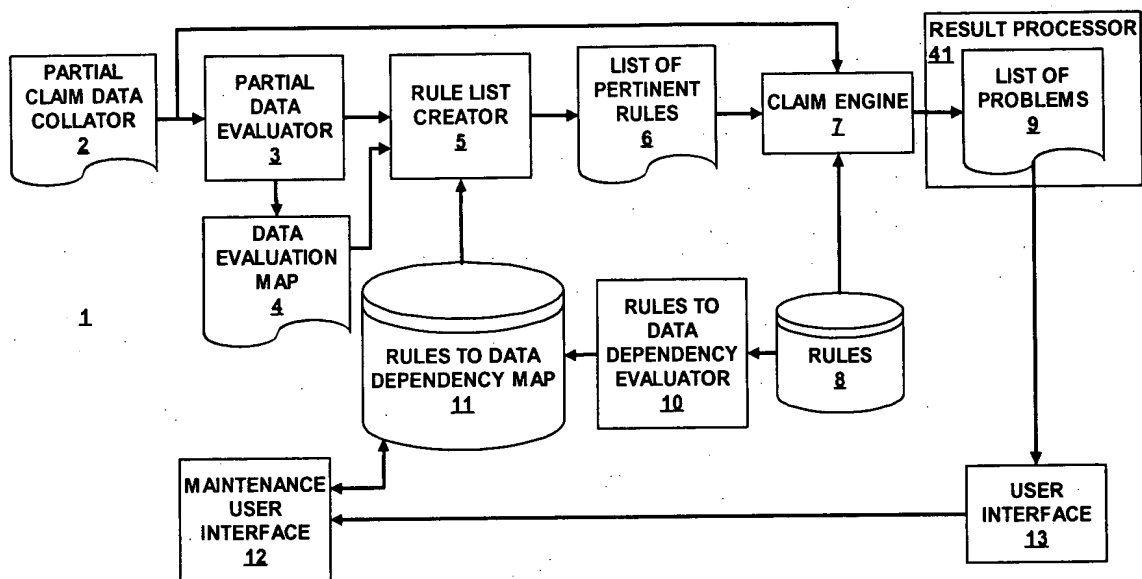 PARTIAL
CLAIM DATA
COLLATOR
2
PARTIAL
DATA
EVALUATOR
3
RULE LIST
CREATOR
5
LIST OF
PERTINENT
RULES
6
CLAIM ENGINE
7
RESULT PROCESSOR
41
LIST OF
PROBLEMS
9
DATA
EVALUATION
MAP
4
1
RULES TO DATA
DEPENDENCY MAP
11
RULES TO
DATA
DEPENDENCY
EVALUATOR
10
RULES
8
MAINTENANCE
USER
INTERFACE
12
USER
INTERFACE
13